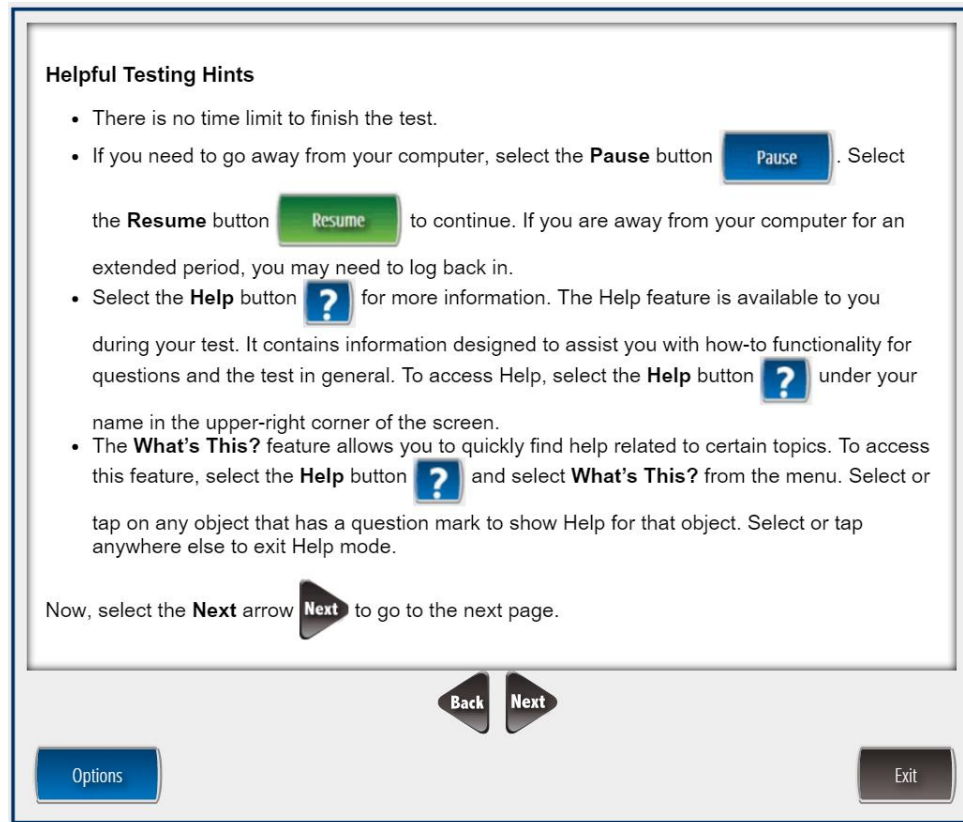 Helpful Testing Hints
• There is no time limit to finish the test.
• If you need to go away from your computer, select the Pause button Pause . Select
the Resume button Resume to continue. If you are away from your computer for an
extended period, you may need to log back in.
• Select the Help button ? for more information. The Help feature is available to you
during your test. It contains information designed to assist you with how-to functionality for
questions and the test in general. To access Help, select the Help button ? under your
name in the upper-right corner of the screen.
• The What's This? feature allows you to quickly find help related to certain topics. To access
this feature, select the Help button ? and select What's This? from the menu. Select or
tap on any object that has a question mark to show Help for that object. Select or tap
anywhere else to exit Help mode.
Now, select the Next arrow Next to go to the next page.
Back Next
Options Exit